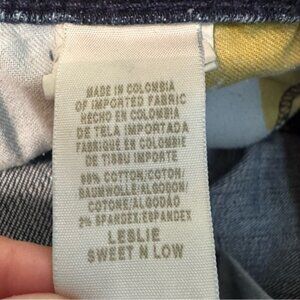 MADE IN COLOMBIA
OF IMPORTED FABRIC
HECHO EN COLOMBIA
DE TELA IMPORTADA
FABRIQUÉ EN COLOMBIE
DE TISSU IMPORTE
98% COTTON/COTON/
BAUMWOLLE/ALGODON/
COTONE/ALGODÃO
2% SPANDEX/ESPANDEX
LESLIE
SWEET N LOW